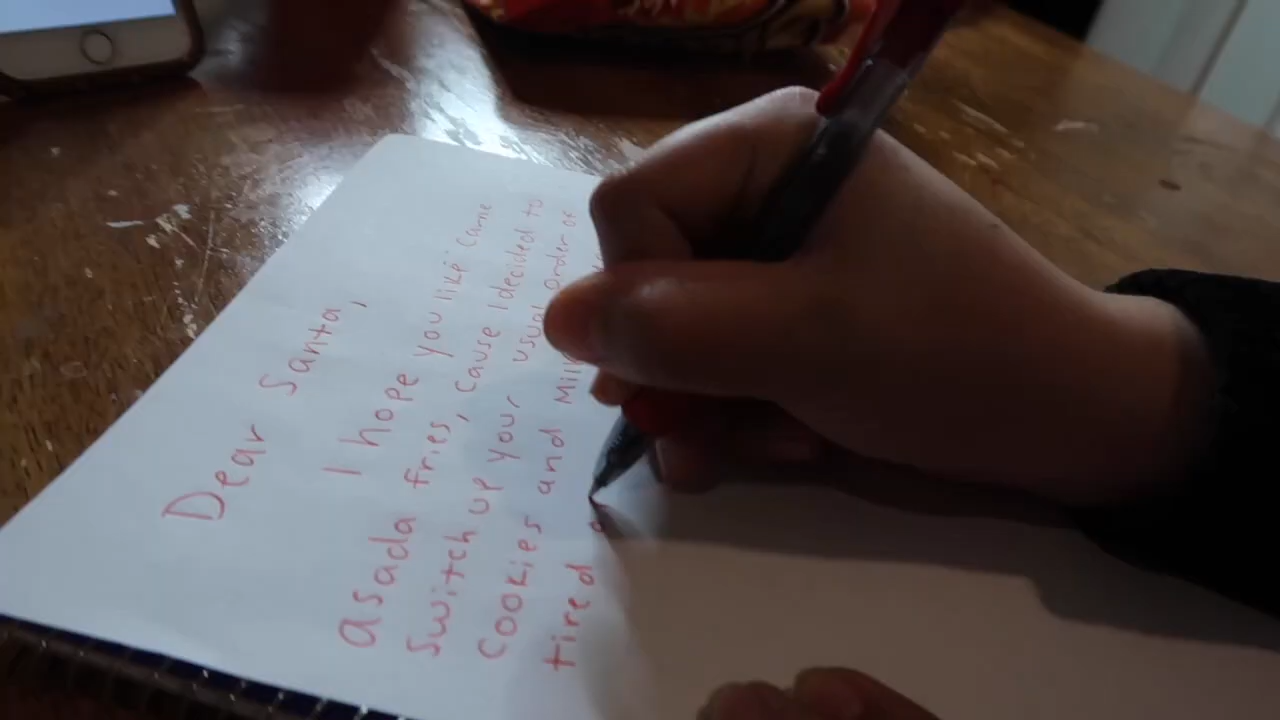 Dear Santa,
I hope you like came
asada fries, cause I decided to
switch up your usual order of
cookies and Milk
tired